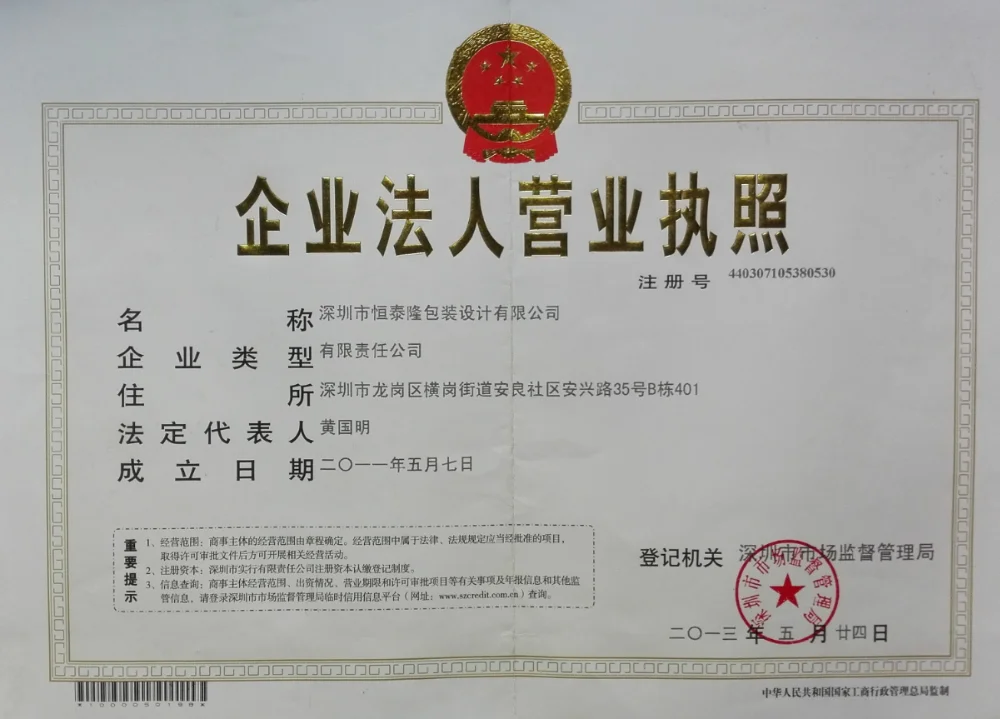 企业法人营业执照
注册号 440307105380530
名称 深圳市恒泰隆包装设计有限公司
企业类型 有限责任公司
住所 深圳市龙岗区横岗街道安良社区安兴路35号B栋401
法定代表人 黄国明
成立日期 二〇一一年五月七日
重要提示
1、经营范围：商事主体的经营范围由章程确定。经营范围中属于法律、法规规定应当经批准的项目，
取得许可审批文件后方可开展相关经营活动。
2、注册资本：深圳市实行有限责任公司注册资本认缴登记制度。
3、信息查询：商事主体经营范围、出资情况、营业期限和许可审批项目等有关事项及年报信息和其他监
管信息，请登录深圳市市场监督管理局临时信用信息平台（网址：www.szcredit.com.cn）查询。
登记机关 深圳市市场监督管理局
深圳市市场监督管理局
二〇一三年五月廿四日
中华人民共和国国家工商行政管理总局监制